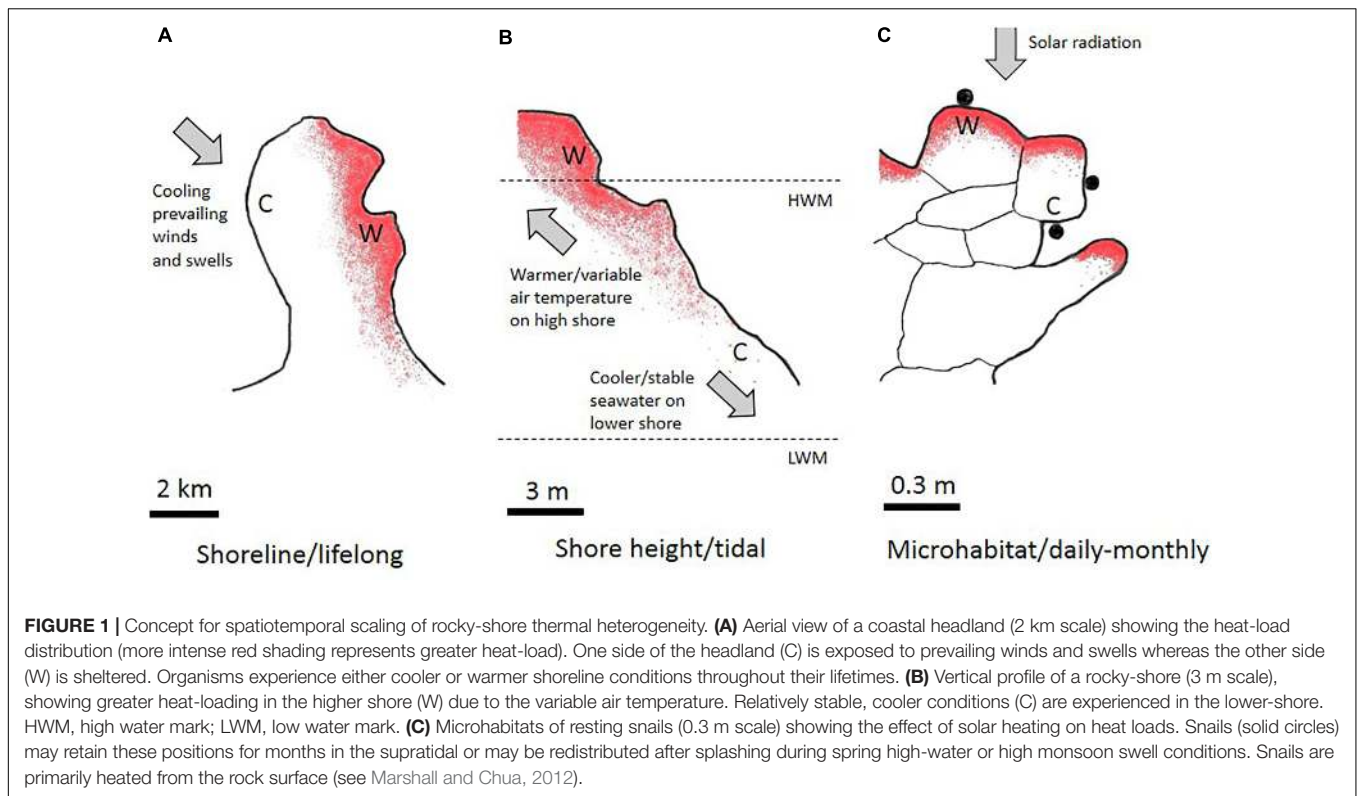 A
B
C
Solar radiation
W
C
Cooling
prevailing
winds
and swells
C
W
W
HWM
Warmer/variable
air temperature
on high shore
C
Cooler/stable
seawater on
lower shore
LWM
2 km
3 m
0.3 m
Shoreline/lifelong
Shore height/tidal
Microhabitat/daily-monthly
FIGURE 1 | Concept for spatiotemporal scaling of rocky-shore thermal heterogeneity. (A) Aerial view of a coastal headland (2 km scale) showing the heat-load
distribution (more intense red shading represents greater heat-load). One side of the headland (C) is exposed to prevailing winds and swells whereas the other side
(W) is sheltered. Organisms experience either cooler or warmer shoreline conditions throughout their lifetimes. (B) Vertical profile of a rocky-shore (3 m scale),
showing greater heat-loading in the higher shore (W) due to the variable air temperature. Relatively stable, cooler conditions (C) are experienced in the lower-shore.
HWM, high water mark; LWM, low water mark. (C) Microhabitats of resting snails (0.3 m scale) showing the effect of solar heating on heat loads. Snails (solid circles)
may retain these positions for months in the supratidal or may be redistributed after splashing during spring high-water or high monsoon swell conditions. Snails are
primarily heated from the rock surface (see Marshall and Chua, 2012).